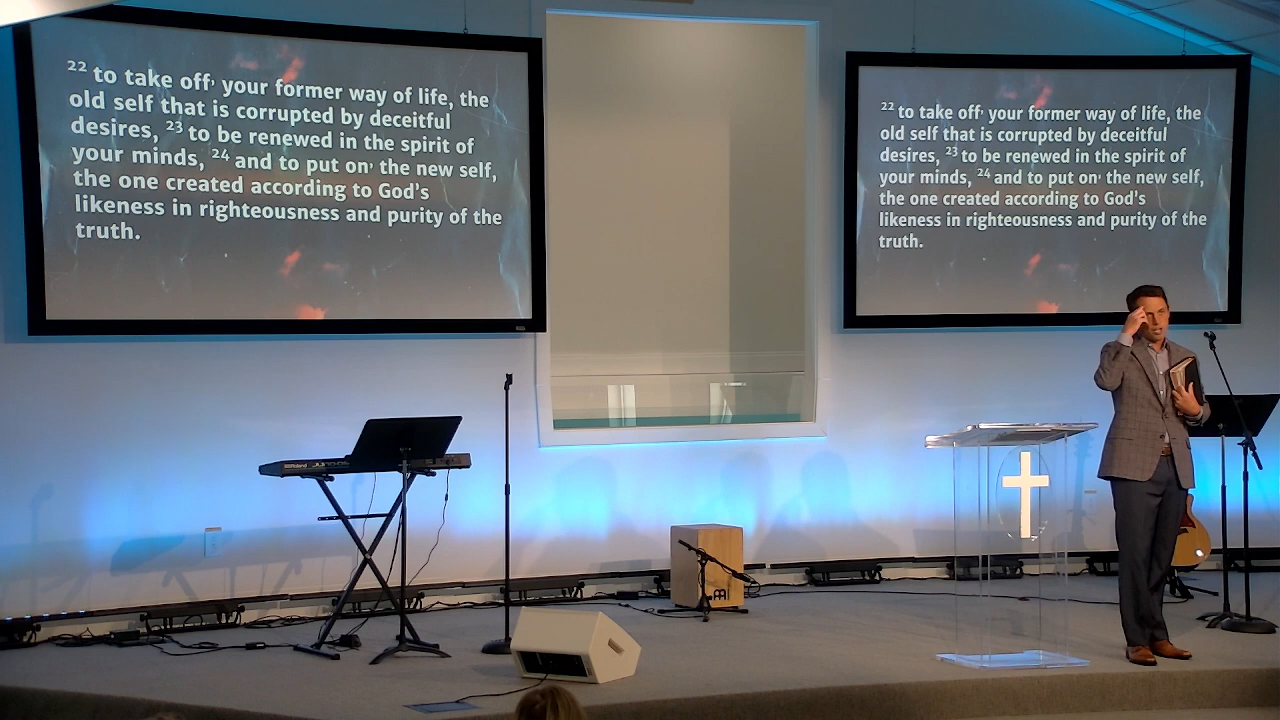 22 to take off, your former way of life, the
old self that is corrupted by deceitful
desires, 23 to be renewed in the spirit of
your minds, 24 and to put on, the new self,
the one created according to God's
likeness in righteousness and purity of the
truth.
22 to take off, your former way of life, the
old self that is corrupted by deceitful
desires, 23 to be renewed in the spirit of
your minds, 24 and to put on, the new self,
the one created according to God's
likeness in righteousness and purity of the
truth.
Roland
MEINL